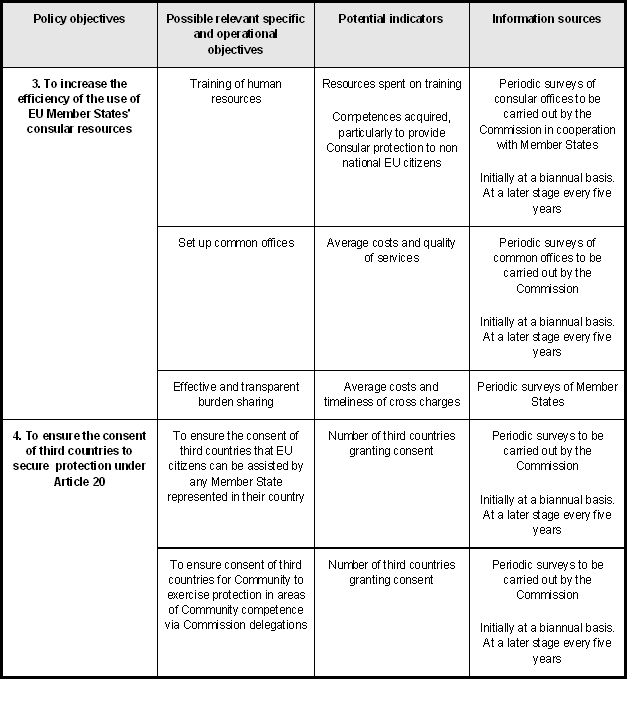 Policy objectives
Possible relevant specific
and operational
objectives
Potential indicators
Information sources
3. To increase the
efficiency of the use of
EU Member States'
consular resources
Training of human
resources
Resources spent on training
Competences acquired,
particularly to provide
Consular protection to non
national EU citizens
Periodic surveys of
consular offices to be
carried out by the
Commission in cooperation
with Member States
Initially at a biannual basis.
At a later stage every five
years
Set up common offices
Average costs and quality
of services
Periodic surveys of
common offices to be
carried out by the
Commission
Initially at a biannual basis.
At a later stage every five
years
Effective and transparent
burden sharing
Average costs and
timeliness of cross charges
Periodic surveys of Member
States
4. To ensure the consent
of third countries to
secure protection under
Article 20
To ensure the consent of
third countries that EU
citizens can be assisted by
any Member State
represented in their country
Number of third countries
granting consent
Periodic surveys to be
carried out by the
Commission
Initially at a biannual basis.
At a later stage every five
years
To ensure consent of third
countries for Community to
exercise protection in areas
of Community competence
via Commission delegations
Number of third countries
granting consent
Periodic surveys to be
carried out by the
Commission
Initially at a biannual basis.
At a later stage every five
years